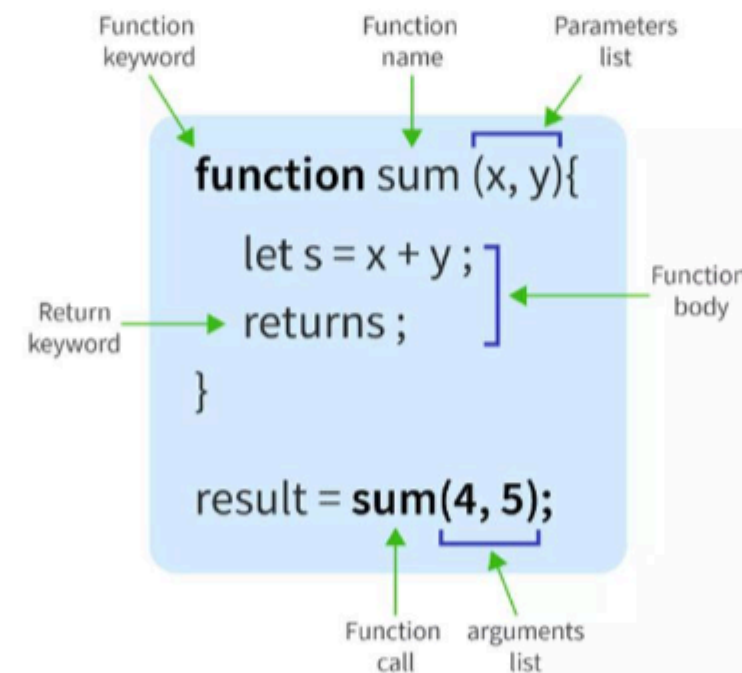 Function
keyword
Function
name
Parameters
list
function sum (x, y){
let s = x + y ;
returns ;
Function
body
Return
keyword
}
result = sum(4, 5);
Function
call
arguments
list